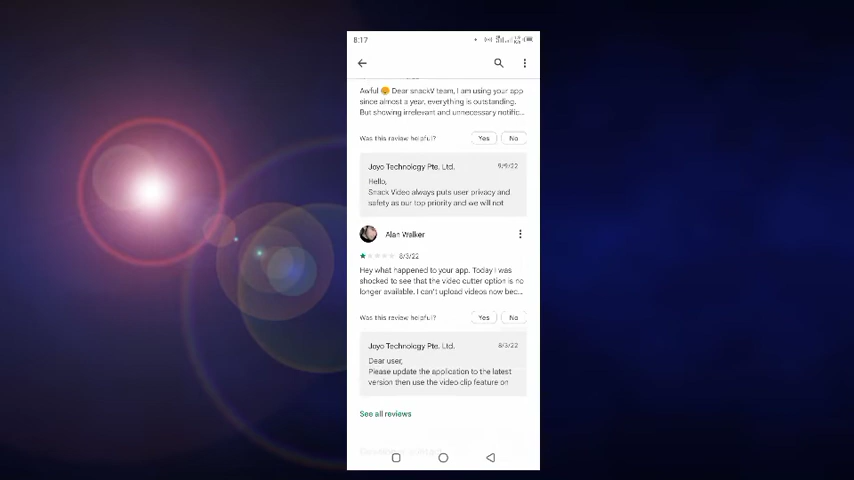 8:17
Awful 😊 Dear snackV team, I am using your app
since almost a year, everything is outstanding.
But showing irrelevant and unnecessary notific...
Was this review helpful?
Yes
No
Joyo Technology Pte. Ltd.
9/9/22
Hello,
Snack Video always puts user privacy and
safety as our top priority and we will not
Alan Walker
8/3/22
Hey what happened to your app. Today I was
shocked to see that the video cutter option is no
longer available. I can't upload videos now bec...
Was this review helpful?
Yes
No
Joyo Technology Pte. Ltd.
8/3/22
Dear user,
Please update the application to the latest
version then use the video clip feature on
See all reviews